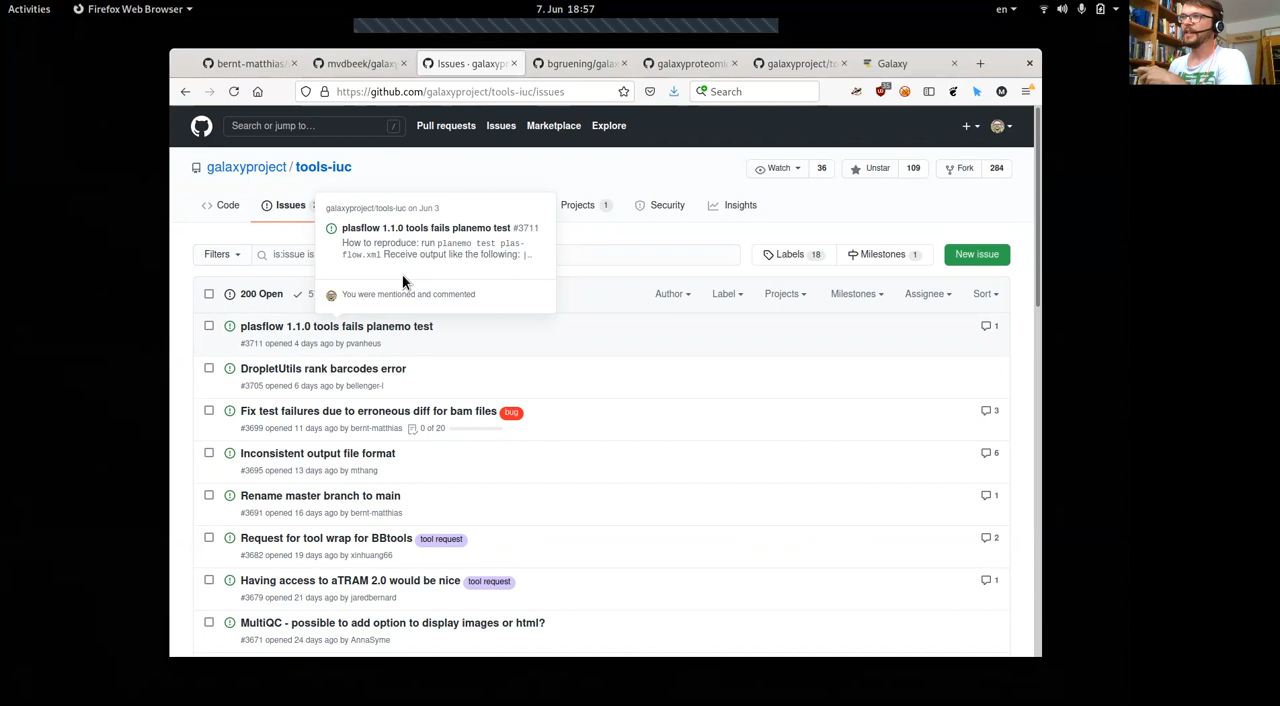 Activities Firefox Web Browser 7. Jun 18:57 en
bernt-matthias/ mvdbeek/galaxy Issues · galaxypr bgruening/gala galaxyproteomi galaxyproject/to Galaxy
https://github.com/galaxyproject/tools-iuc/issues Search 35
Search or jump to… / Pull requests Issues Marketplace Explore
galaxyproject / tools-iuc Watch 36 Unstar 109 Fork 284
Code Issues Projects 1 Security Insights
galaxyproject/tools-iuc on Jun 3
plasflow 1.1.0 tools fails planemo test #3711
How to reproduce: run planemo test plas-
flow.xml Receive output like the following: |…
You were mentioned and commented
Filters is:issue is Labels 18 Milestones 1 New issue
200 Open Author Label Projects Milestones Assignee Sort
plasflow 1.1.0 tools fails planemo test 1
#3711 opened 4 days ago by pvanheus
DropletUtils rank barcodes error
#3705 opened 6 days ago by bellenger-l
Fix test failures due to erroneous diff for bam files bug 3
#3699 opened 11 days ago by bernt-matthias 0 of 20
Inconsistent output file format 6
#3695 opened 13 days ago by mthang
Rename master branch to main 1
#3691 opened 16 days ago by bernt-matthias
Request for tool wrap for BBtools tool request 2
#3682 opened 19 days ago by xinhuang66
Having access to aTRAM 2.0 would be nice tool request 1
#3679 opened 21 days ago by jaredbernard
MultiQC - possible to add option to display images or html?
#3671 opened 24 days ago by AnnaSyme